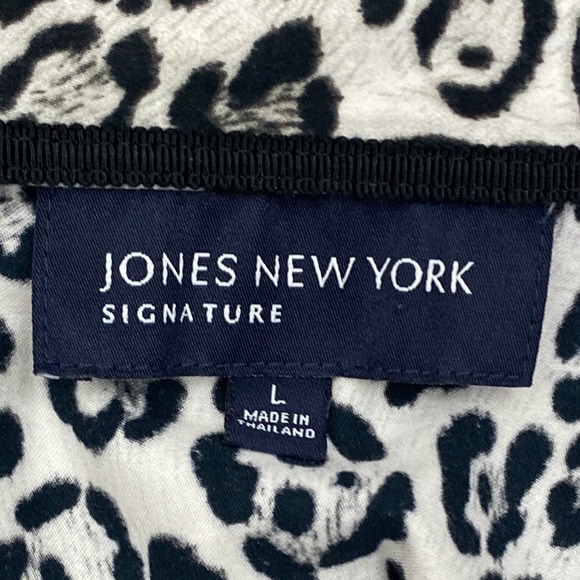 JONES NEW YORK
SIGNATURE
L
MADE IN
THAILAND